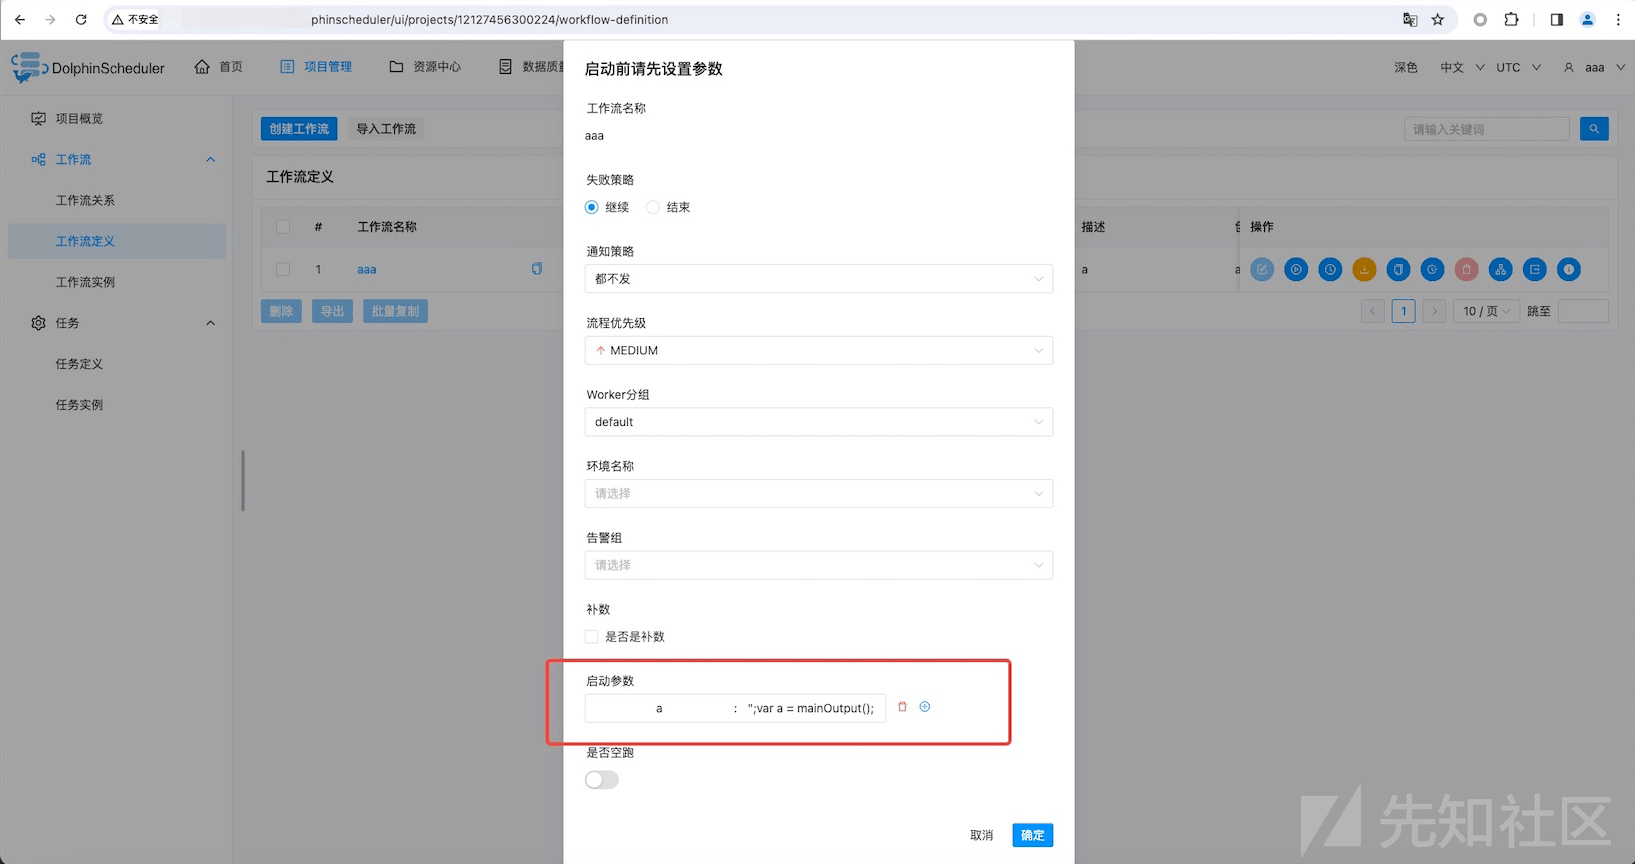 不安全
phinscheduler/ui/projects/12127456300224/workflow-definition
DolphinScheduler
首页
项目管理
资源中心
数据质
深色
中文
UTC
aaa
项目概览
工作流
工作流关系
工作流定义
工作流实例
任务
任务定义
任务实例
创建工作流
导入工作流
请输入关键词
工作流定义
# 工作流名称
描述
操作
1 aaa
a
a
删除
导出
批量复制
1
10 / 页
跳至
启动前请先设置参数
工作流名称
aaa
失败策略
继续 结束
通知策略
都不发
流程优先级
MEDIUM
Worker分组
default
环境名称
请选择
告警组
请选择
补数
是否是补数
启动参数
a : ";var a = mainOutput();
是否空跑
取消 确定
先知社区